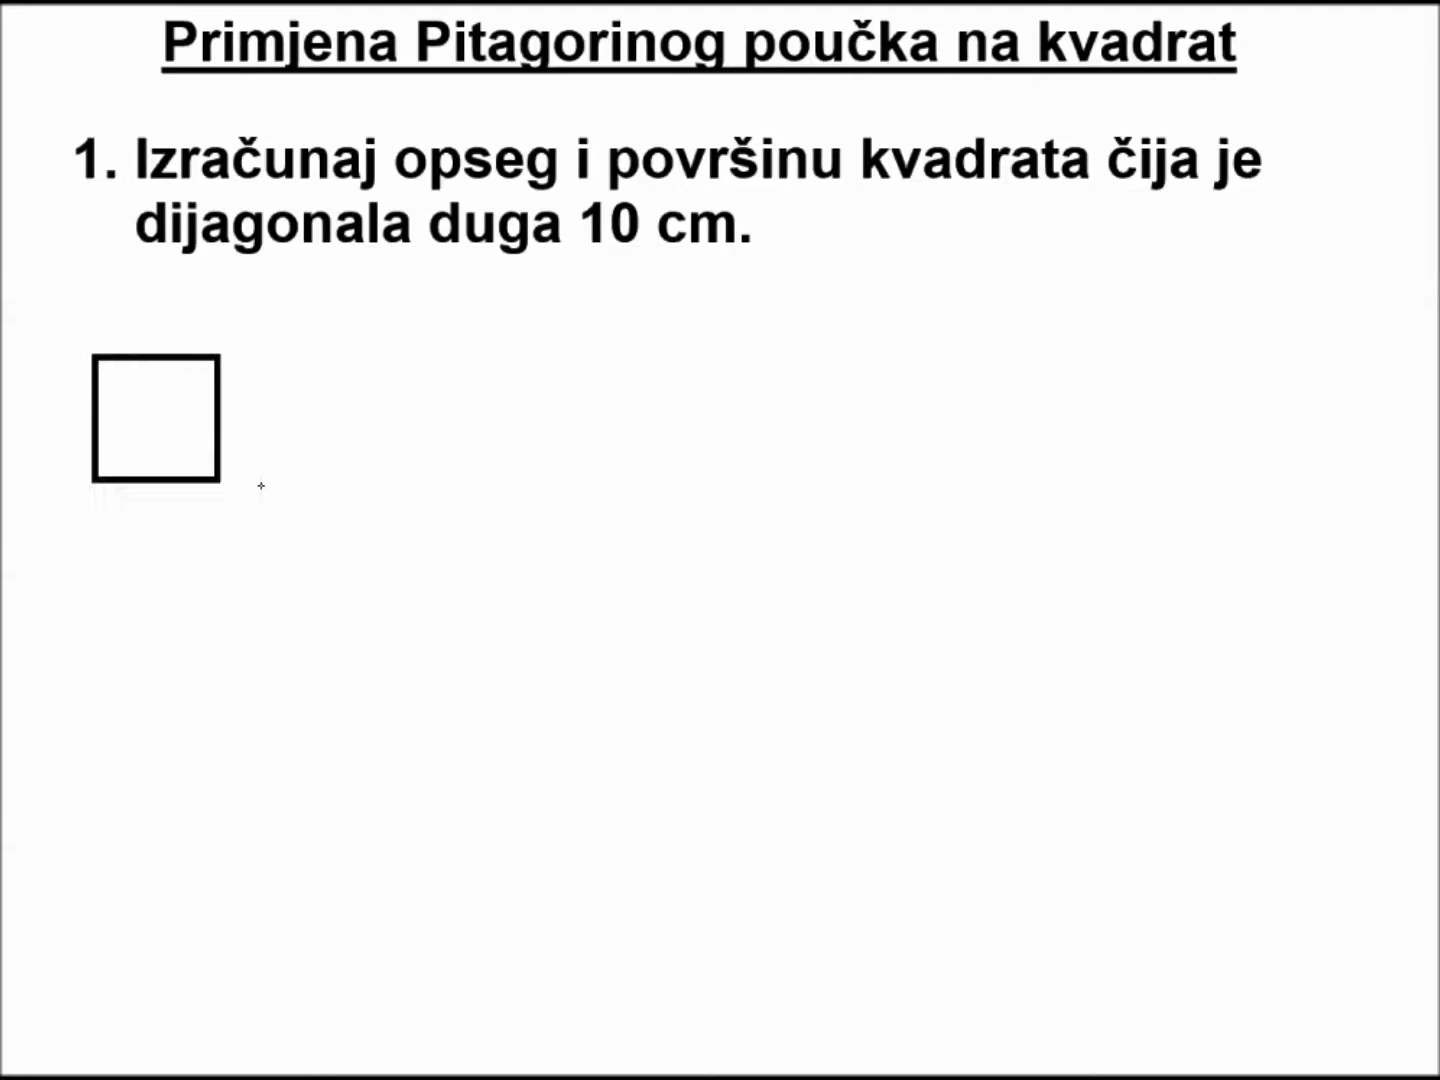 Primjena Pitagorinog poučka na kvadrat
1. Izračunaj opseg i površinu kvadrata čija je
dijagonala duga 10 cm.